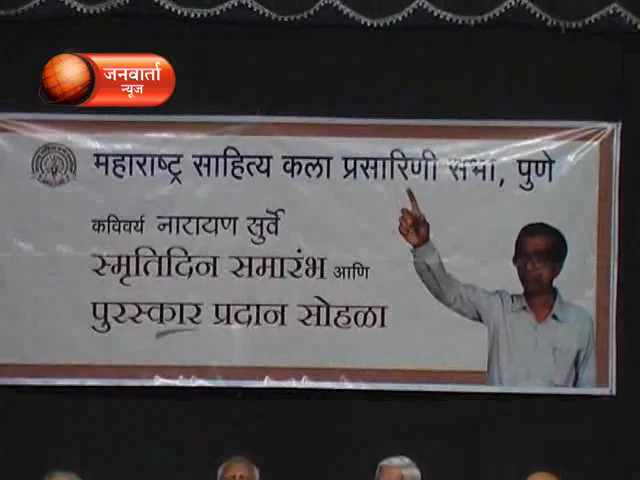 जनवार्ता
न्यूज
महाराष्ट्र साहित्य कला प्रसारिणी सभा, पुणे
कविवर्य नारायण सुर्वे
स्मृतिदिन समारंभ आणि
पुरस्कार प्रदान सोहळा